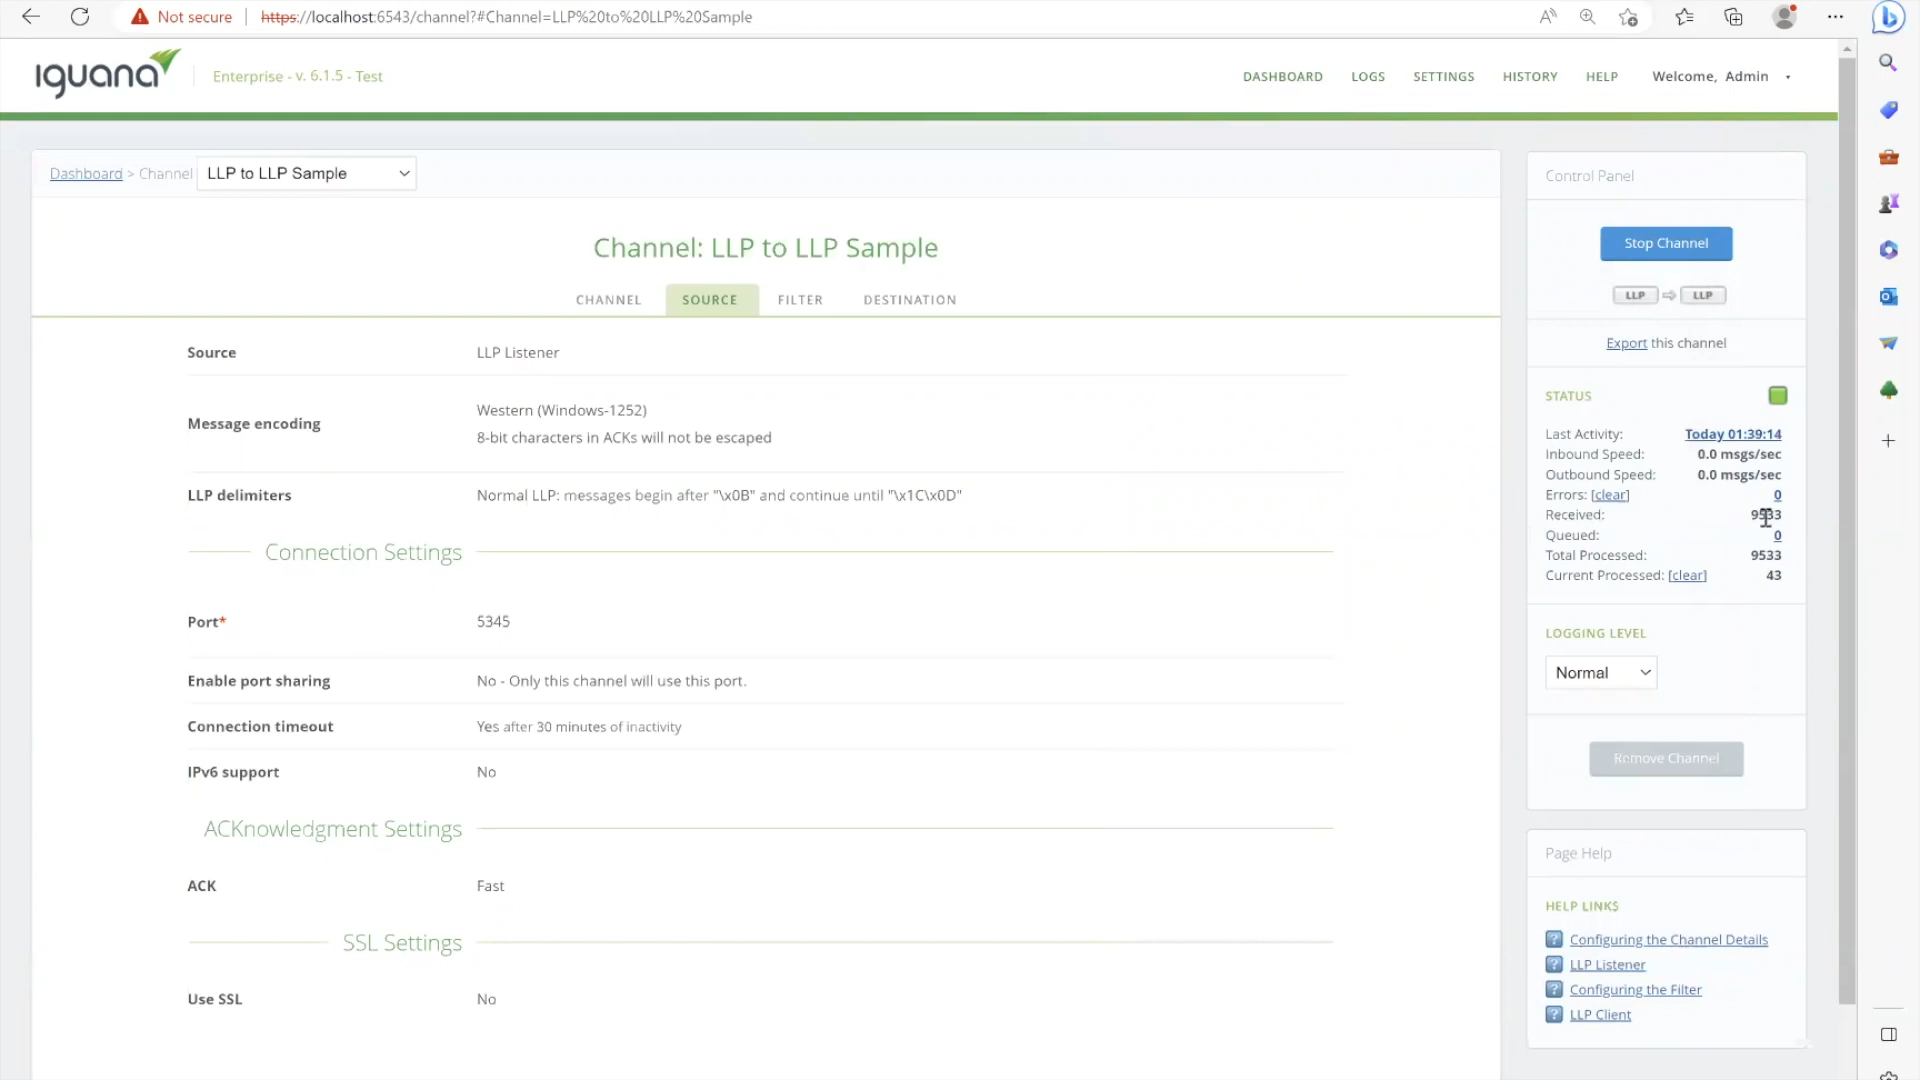 Not secure
https://localhost:6543/channel?#Channel=LLP%20to%20LLP%20Sample
iguana
Enterprise - v. 6.1.5 - Test
DASHBOARD
LOGS
SETTINGS
HISTORY
HELP
Welcome, Admin
Dashboard > Channel
LLP to LLP Sample
Channel: LLP to LLP Sample
CHANNEL
SOURCE
FILTER
DESTINATION
Source
LLP Listener
Message encoding
Western (Windows-1252)
8-bit characters in ACKs will not be escaped
LLP delimiters
Normal LLP: messages begin after "\x0B" and continue until "\x1C\x0D"
Connection Settings
Port*
5345
Enable port sharing
No - Only this channel will use this port.
Connection timeout
Yes after 30 minutes of inactivity
IPv6 support
No
ACKnowledgment Settings
ACK
Fast
SSL Settings
Use SSL
No
Control Panel
Stop Channel
LLP
LLP
Export this channel
STATUS
Last Activity: Today 01:39:14
Inbound Speed: 0.0 msgs/sec
Outbound Speed: 0.0 msgs/sec
Errors: [clear] 0
Received: 9533
Queued: 0
Total Processed: 9533
Current Processed: [clear] 43
LOGGING LEVEL
Normal
Remove Channel
Page Help
HELP LINKS
? Configuring the Channel Details
? LLP Listener
? Configuring the Filter
? LLP Client